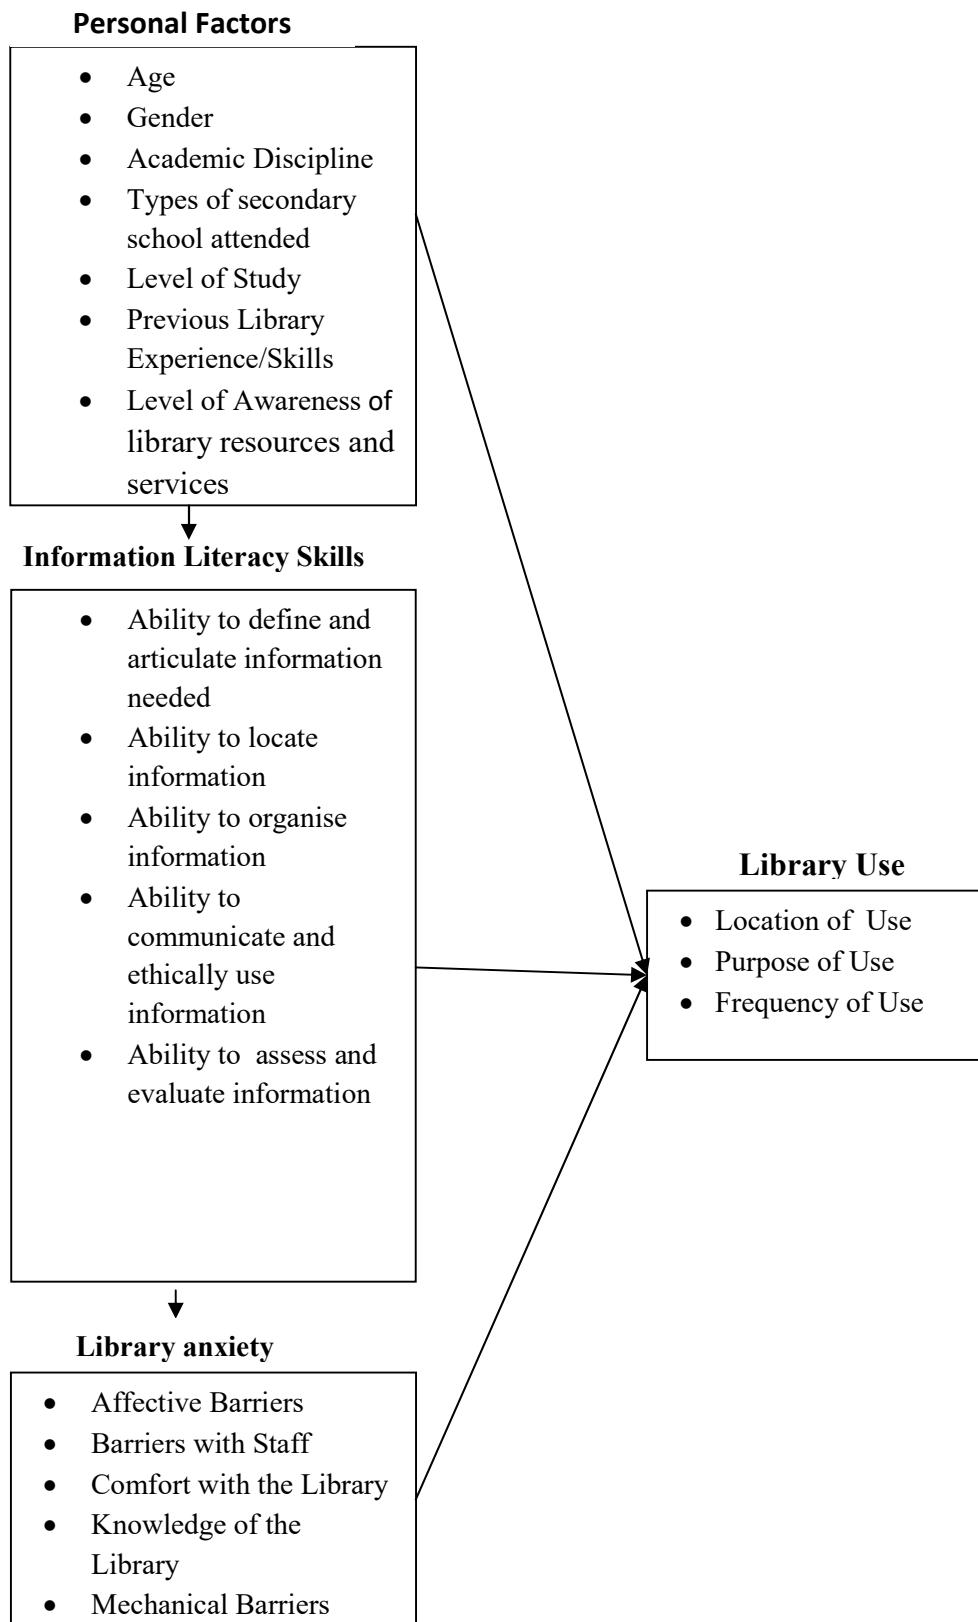 Personal Factors
• Age
• Gender
• Academic Discipline
• Types of secondary
school attended
• Level of Study
• Previous Library
Experience/Skills
• Level of Awareness of
library resources and
services
Information Literacy Skills
• Ability to define and
articulate information
needed
• Ability to locate
information
• Ability to organise
information
• Ability to
communicate and
ethically use
information
• Ability to  assess and
evaluate information
Library anxiety
• Affective Barriers
• Barriers with Staff
• Comfort with the Library
• Knowledge of the
Library
• Mechanical Barriers
Library Use
• Location of  Use
• Purpose of Use
• Frequency of Use